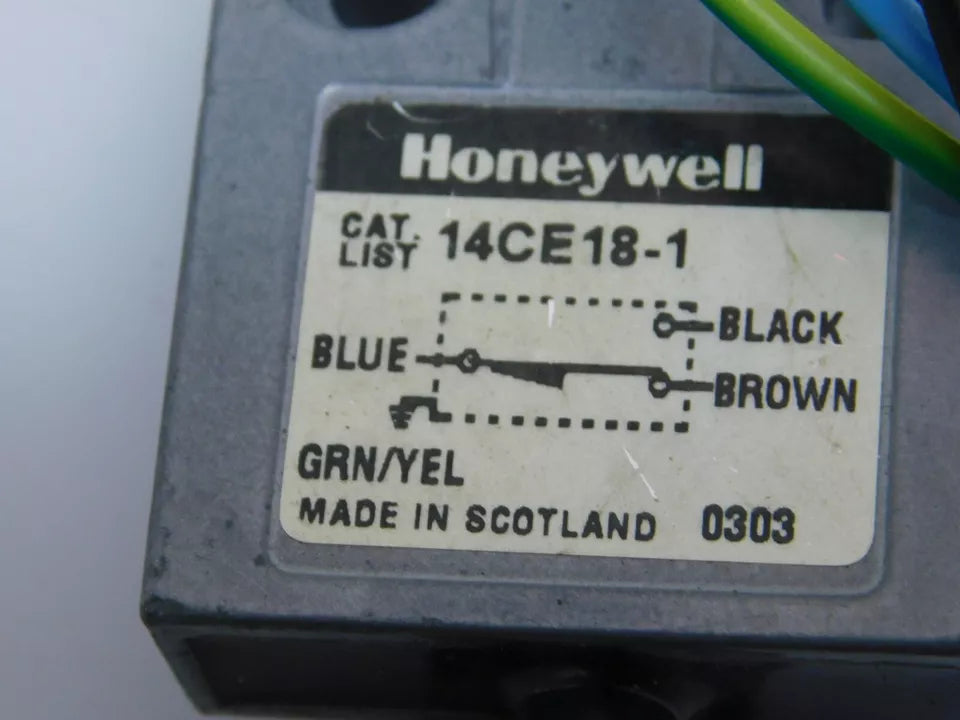 Honeywell
CAT. LIST 14CE18-1
BLACK
BLUE
BROWN
GRN/YEL
MADE IN SCOTLAND 0303